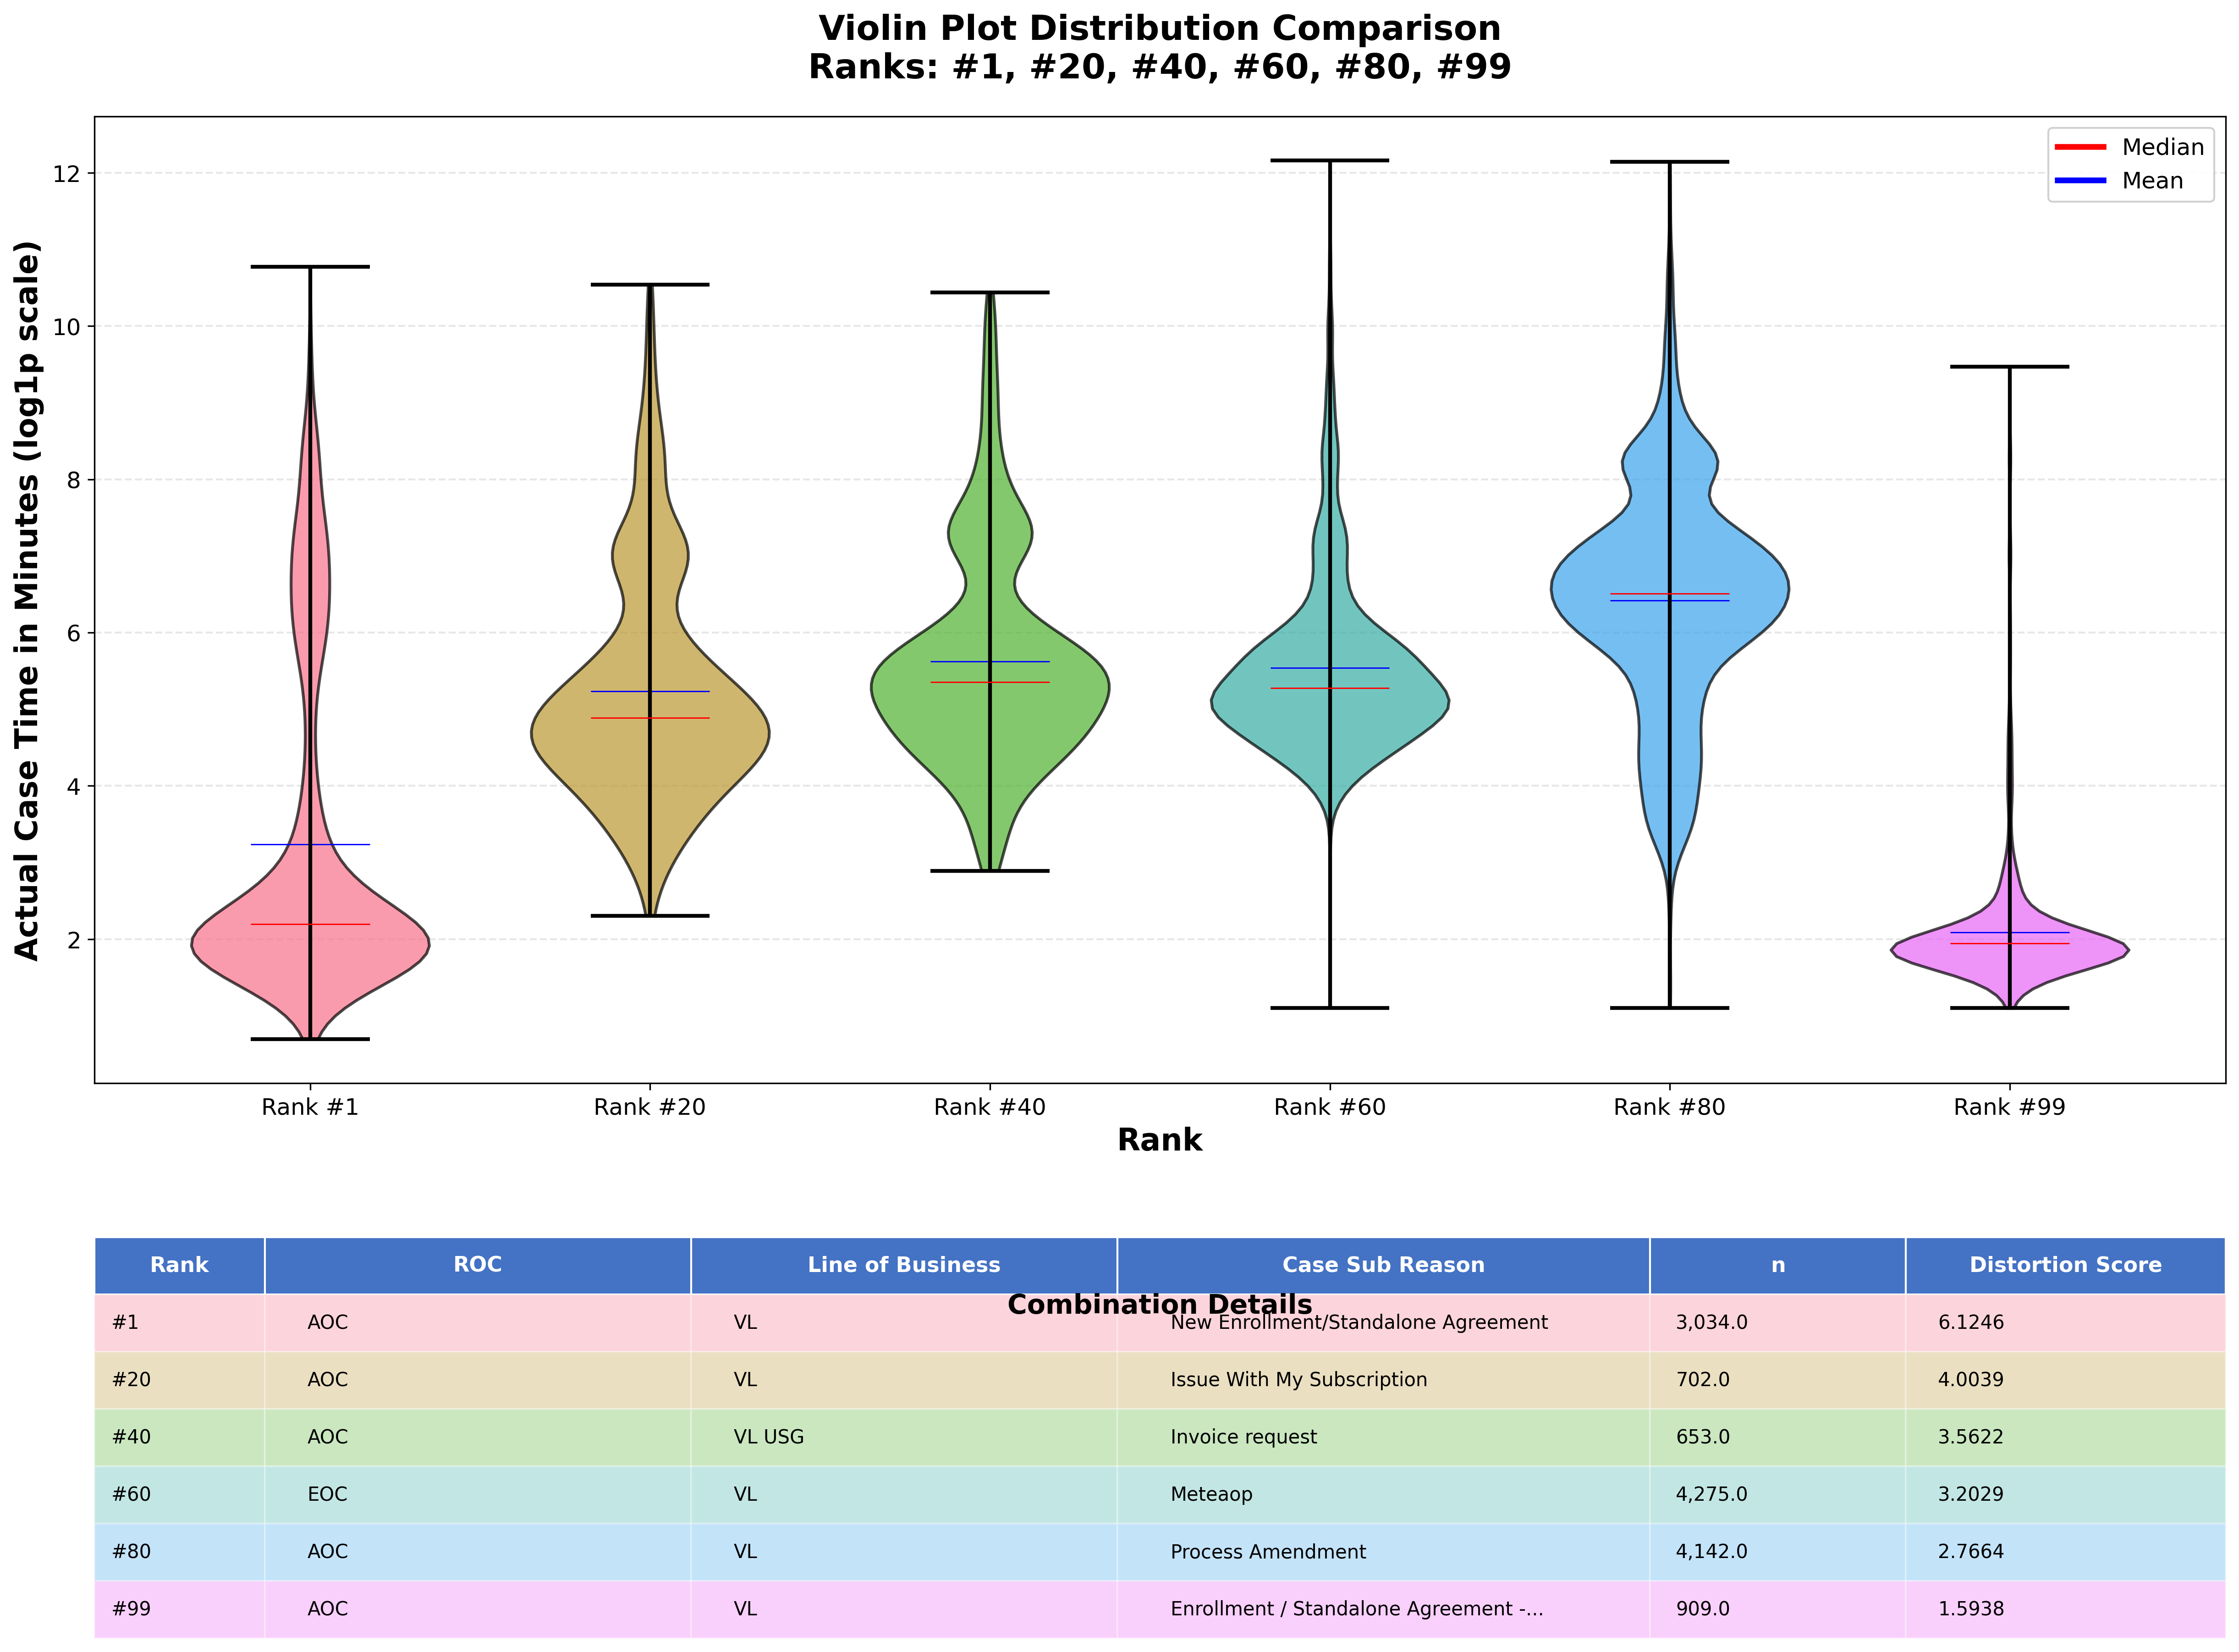 Violin Plot Distribution Comparison
Ranks: #1, #20, #40, #60, #80, #99
Actual Case Time in Minutes (log1p scale)
12
10
8
6
4
2
Median
Mean
Rank #1 Rank #20 Rank #40 Rank #60 Rank #80 Rank #99
Rank
Rank ROC Line of Business Case Sub Reason n Distortion Score
Combination Details
#1 AOC VL New Enrollment/Standalone Agreement 3,034.0 6.1246
#20 AOC VL Issue With My Subscription 702.0 4.0039
#40 AOC VL USG Invoice request 653.0 3.5622
#60 EOC VL Meteaop 4,275.0 3.2029
#80 AOC VL Process Amendment 4,142.0 2.7664
#99 AOC VL Enrollment / Standalone Agreement -... 909.0 1.5938